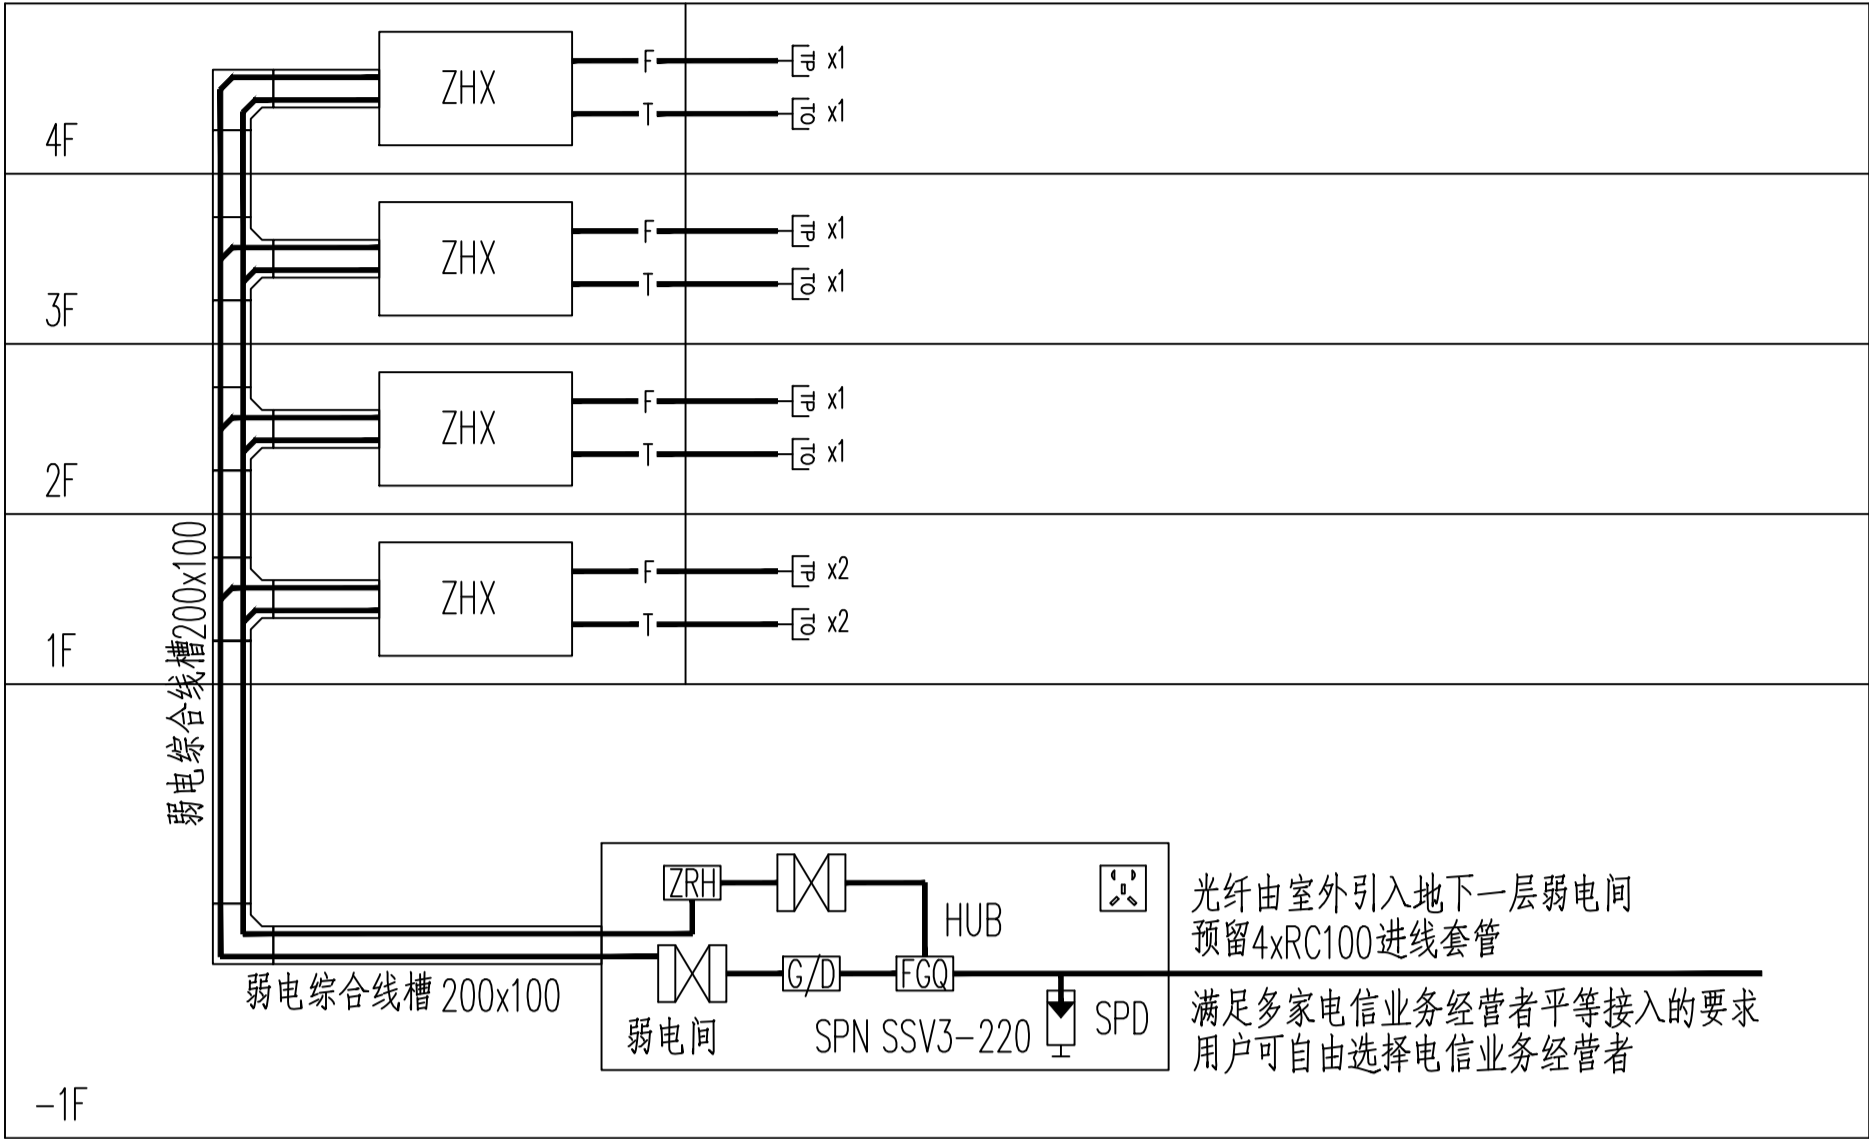 ZHX
F
TP x1
T
TO x1
4F
ZHX
F
TP x1
T
TO x1
3F
ZHX
F
TP x1
T
TO x1
2F
ZHX
F
TP x2
T
TO x2
1F
弱电综合线槽200x100
ZRH
HUB
G/D
FGQ
弱电综合线槽 200x100
弱电间
SPN SSV3-220
SPD
光纤由室外引入地下一层弱电间
预留4xRC100进线套管
满足多家电信业务经营者平等接入的要求
用户可自由选择电信业务经营者
-1F